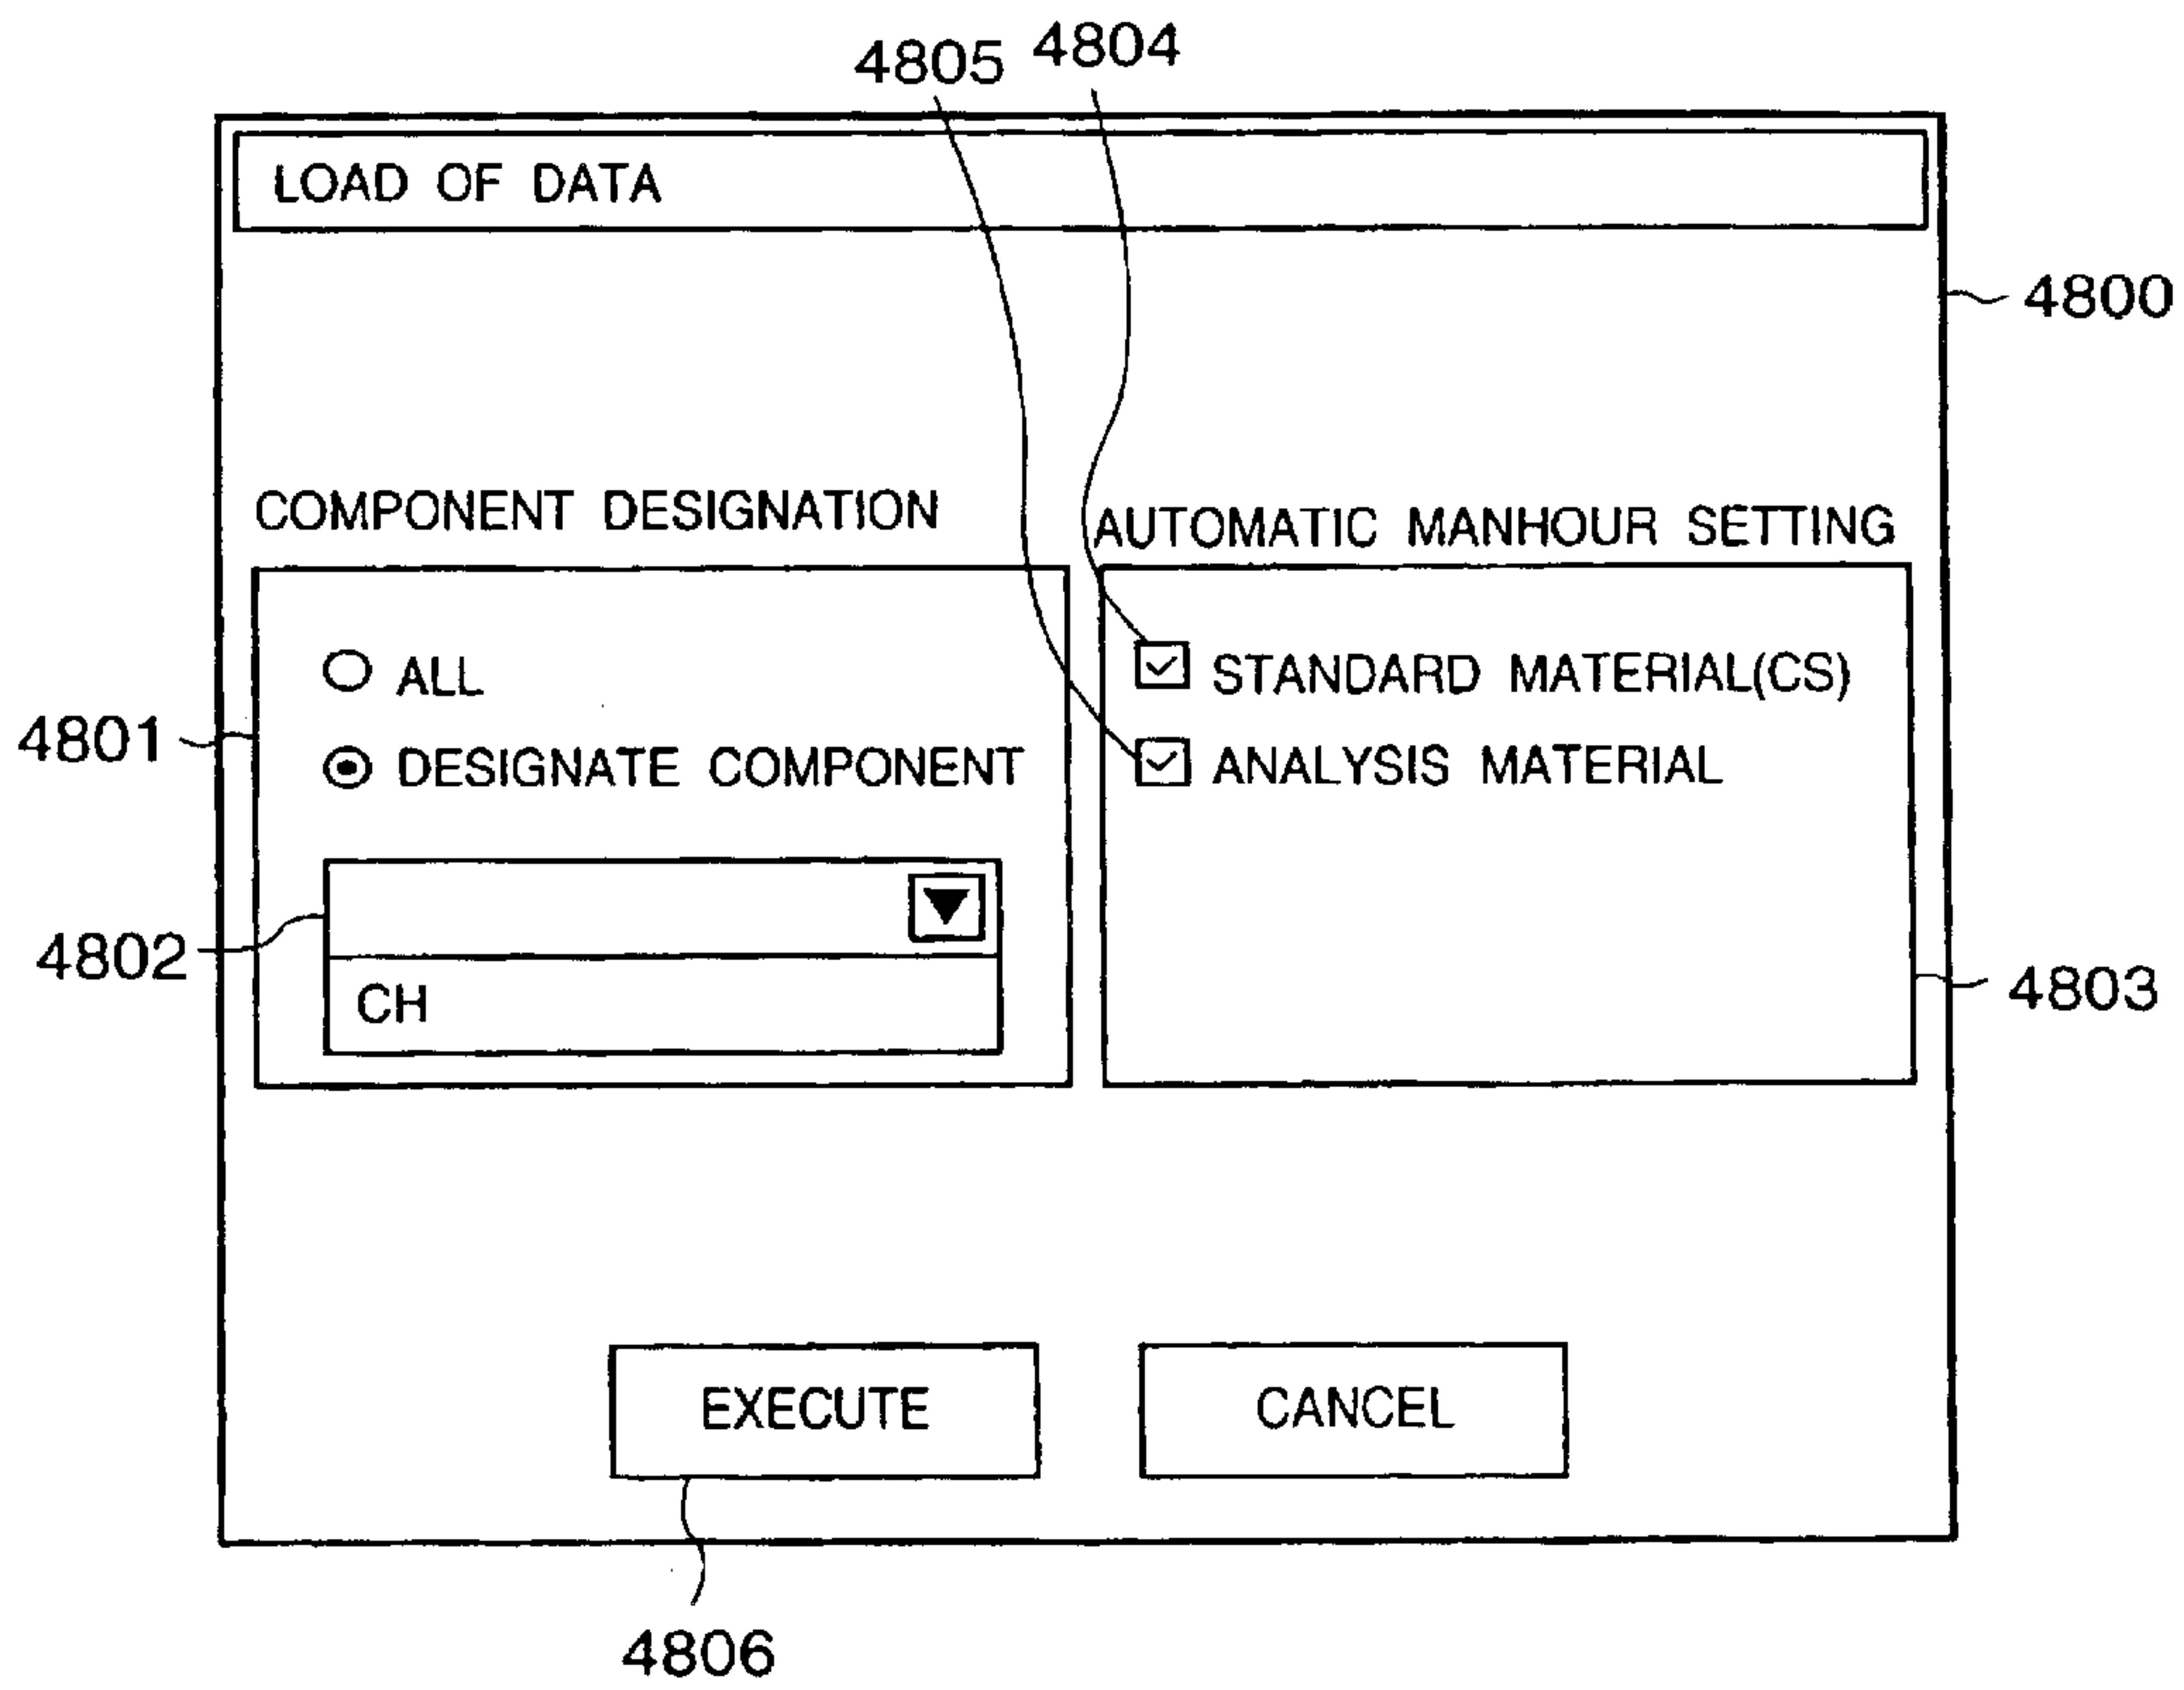 4805 4804
LOAD OF DATA
4800
COMPONENT DESIGNATION
AUTOMATIC MANHOUR SETTING
ALL
DESIGNATE COMPONENT
STANDARD MATERIAL(CS)
ANALYSIS MATERIAL
4801
4802
CH
4803
EXECUTE
CANCEL
4806